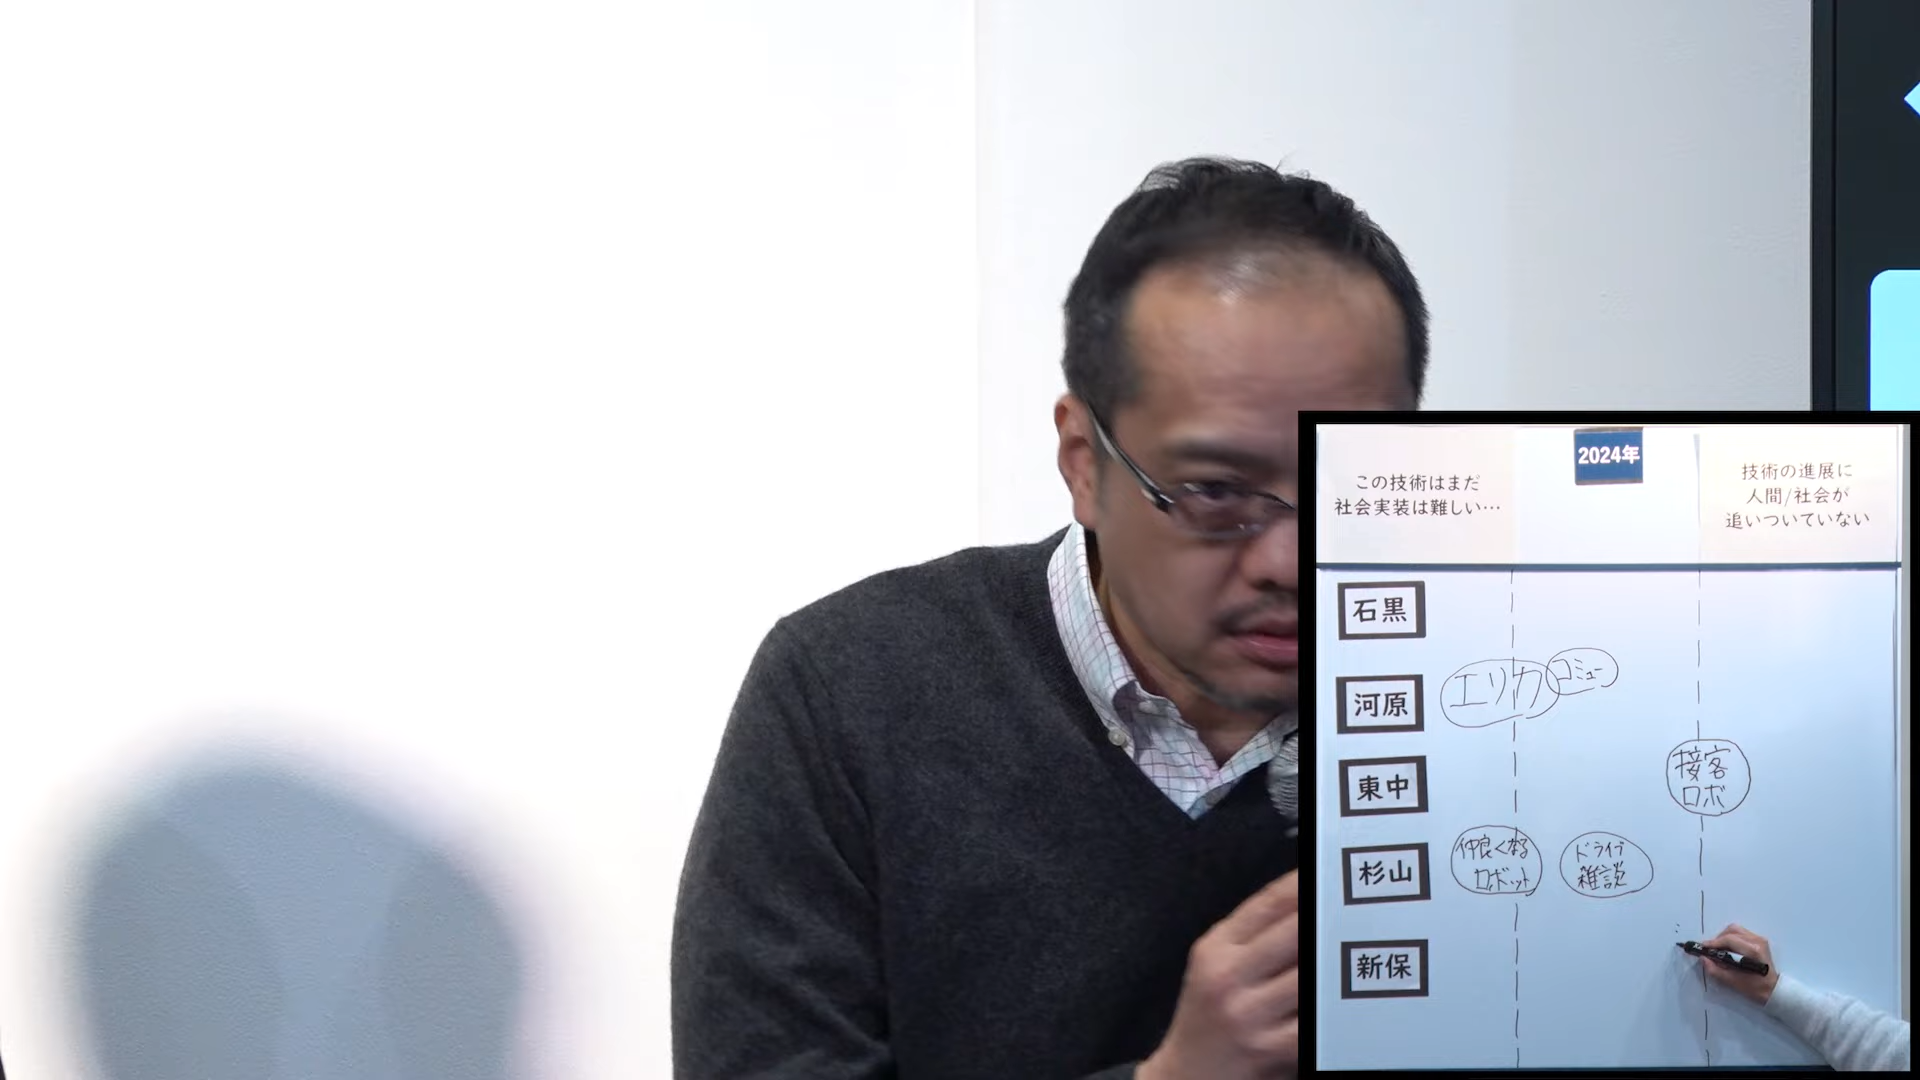 2024年
この技術はまだ
社会実装は難しい…
技術の進展に
人間/社会が
追いついていない
石黒
河原
エリカ
コミュー
東中
接客
ロボ
杉山
仲良くなる
ロボット
ドライブ
雑談
新保